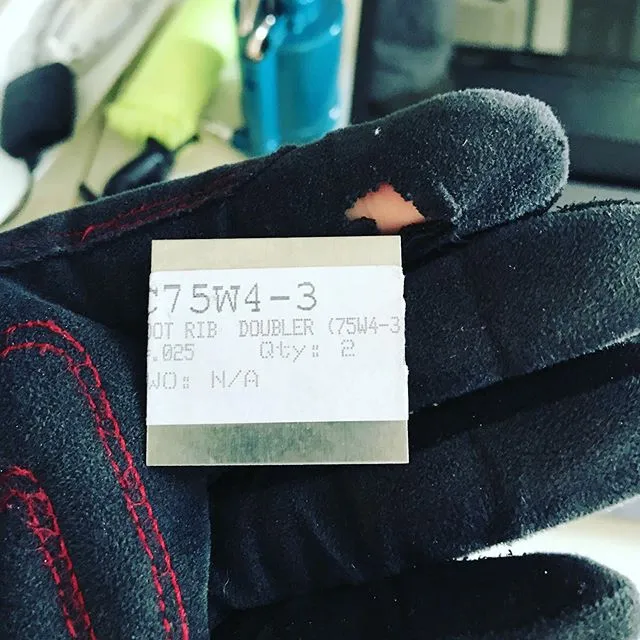 C75W4-3
OOT RIB DOUBLER (75W4-3
.025 Qty: 2
WO: N/A